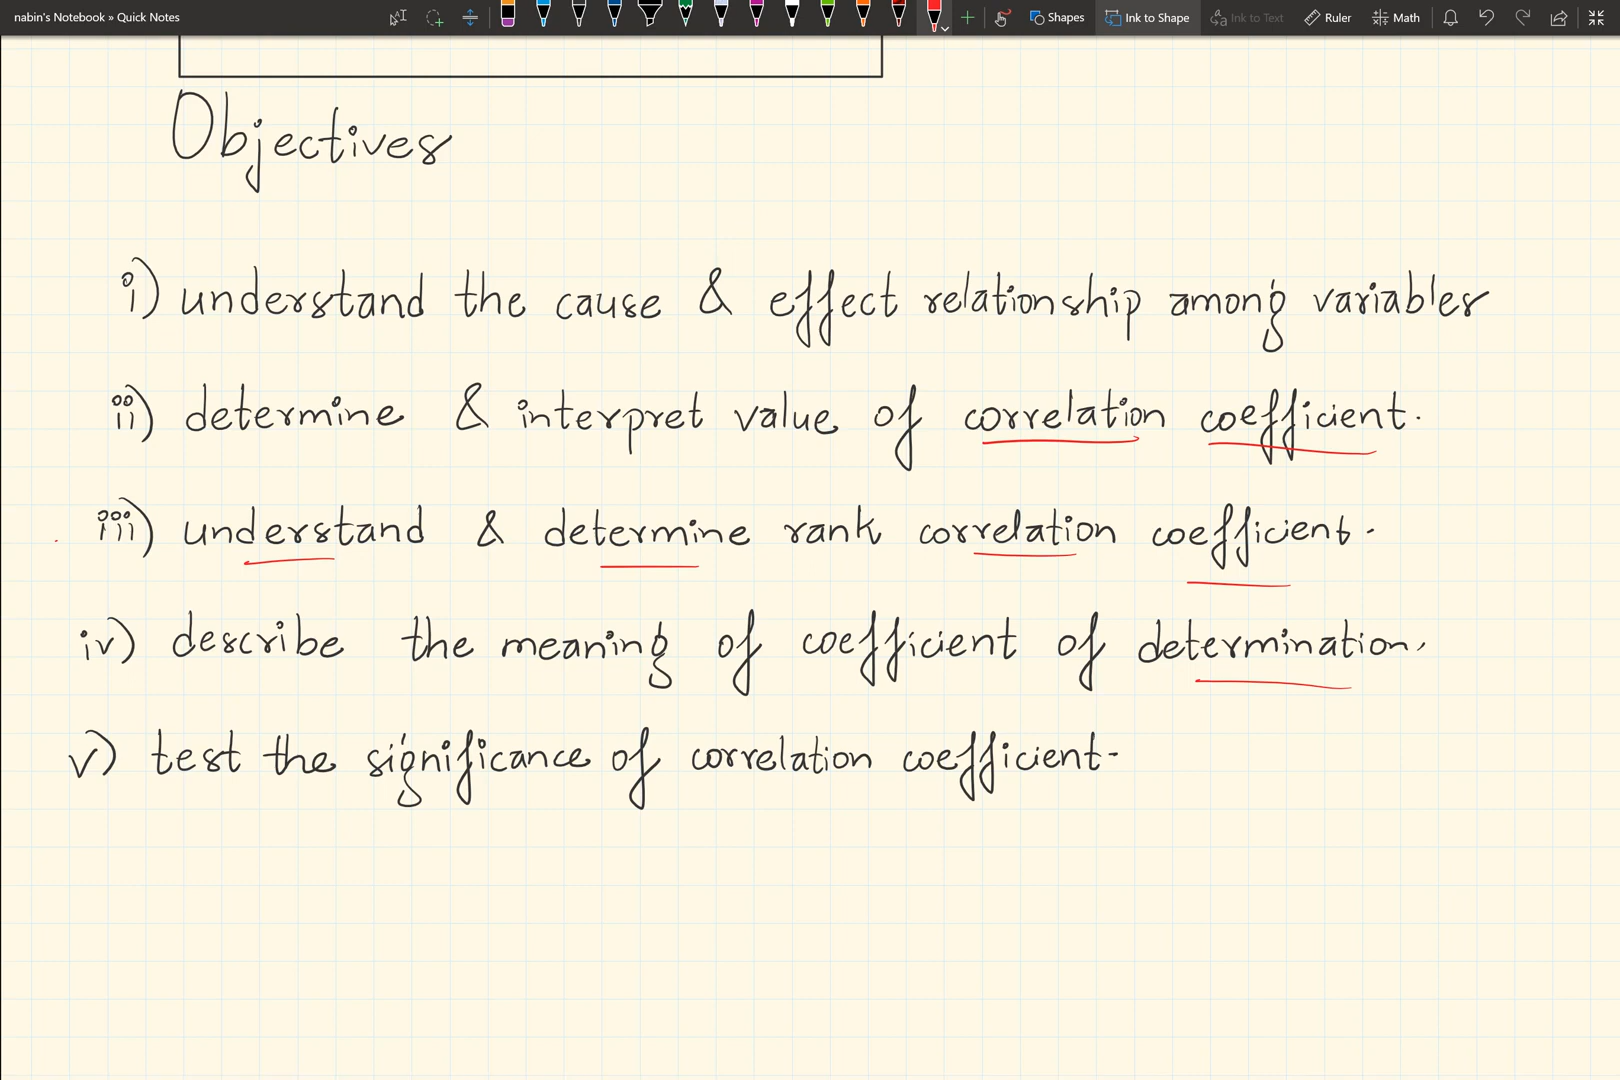 nabin's Notebook » Quick Notes
Shapes
Ink to Shape
Ink to Text
Ruler
Math
Objectives
i) understand the cause & effect relationship among variables
ii) determine & interpret value of correlation coefficient.
iii) understand & determine rank correlation coefficient.
iv) describe the meaning of coefficient of determination.
v) test the significance of correlation coefficient.